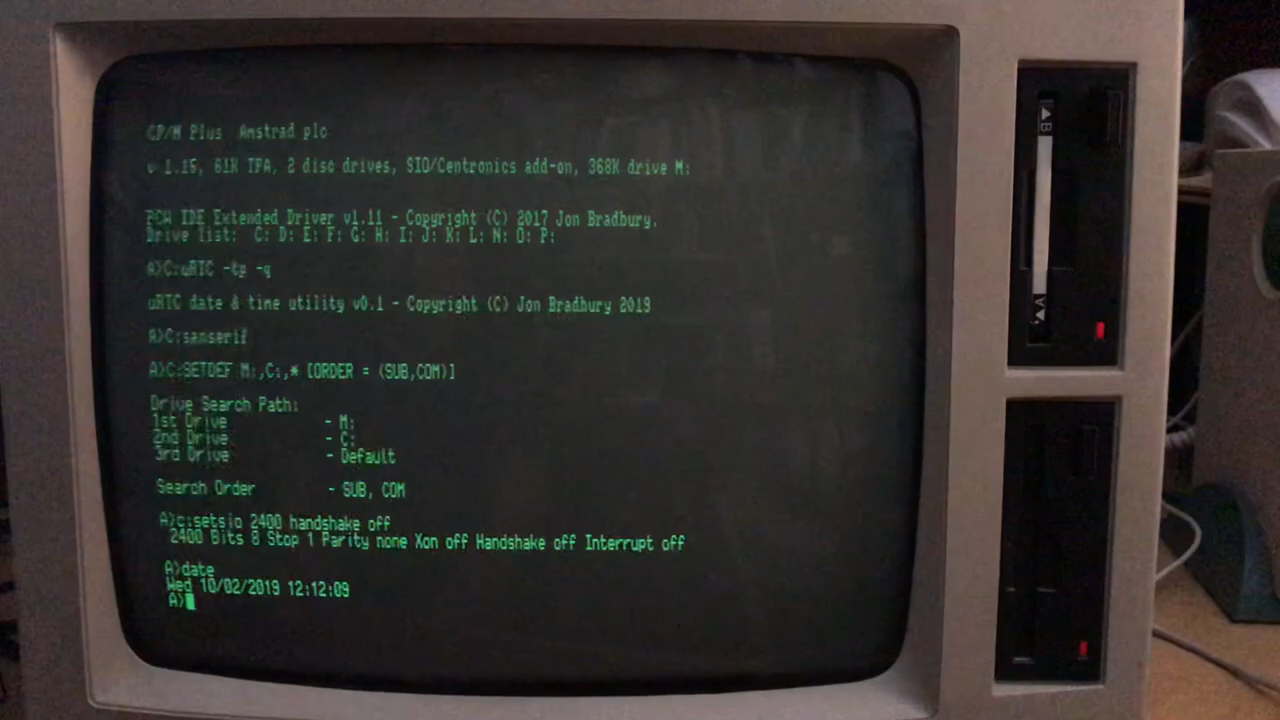 CP/M Plus Amstrad plc
v 1.15, 61K TPA, 2 disc drives, SIO/Centronics add-on, 368K drive M:
PCW IDE Extended Driver v1.11 - Copyright (C) 2017 Jon Bradbury.
Drive list: C: D: E: F: G: H: I: J: K: L: N: O: P:
A>C:uRTC -tp -q
uRTC date & time utility v0.1 - Copyright (C) Jon Bradbury 2019
A>C:sanserif
A>C:SETDEF M:,C:,* [ORDER = (SUB,COM)]
Drive Search Path:
1st Drive - M:
2nd Drive - C:
3rd Drive - Default
Search Order - SUB, COM
A>c:setsio 2400 handshake off
2400 Bits 8 Stop 1 Parity none Xon off Handshake off Interrupt off
A>date
Wed 10/02/2019 12:12:09
A>
B
A